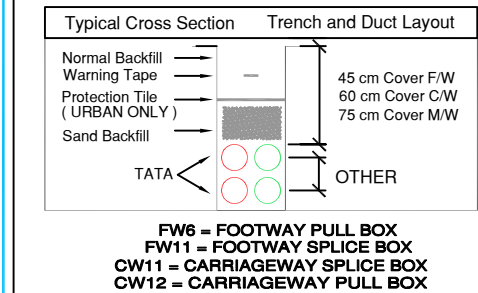 Typical Cross Section Trench and Duct Layout
Normal Backfill
Warning Tape
Protection Tile
( URBAN ONLY )
Sand Backfill
45 cm Cover F/W
60 cm Cover C/W
75 cm Cover M/W
TATA
OTHER
FW6 = FOOTWAY PULL BOX
FW11 = FOOTWAY SPLICE BOX
CW11 = CARRIAGEWAY SPLICE BOX
CW12 = CARRIAGEWAY PULL BOX